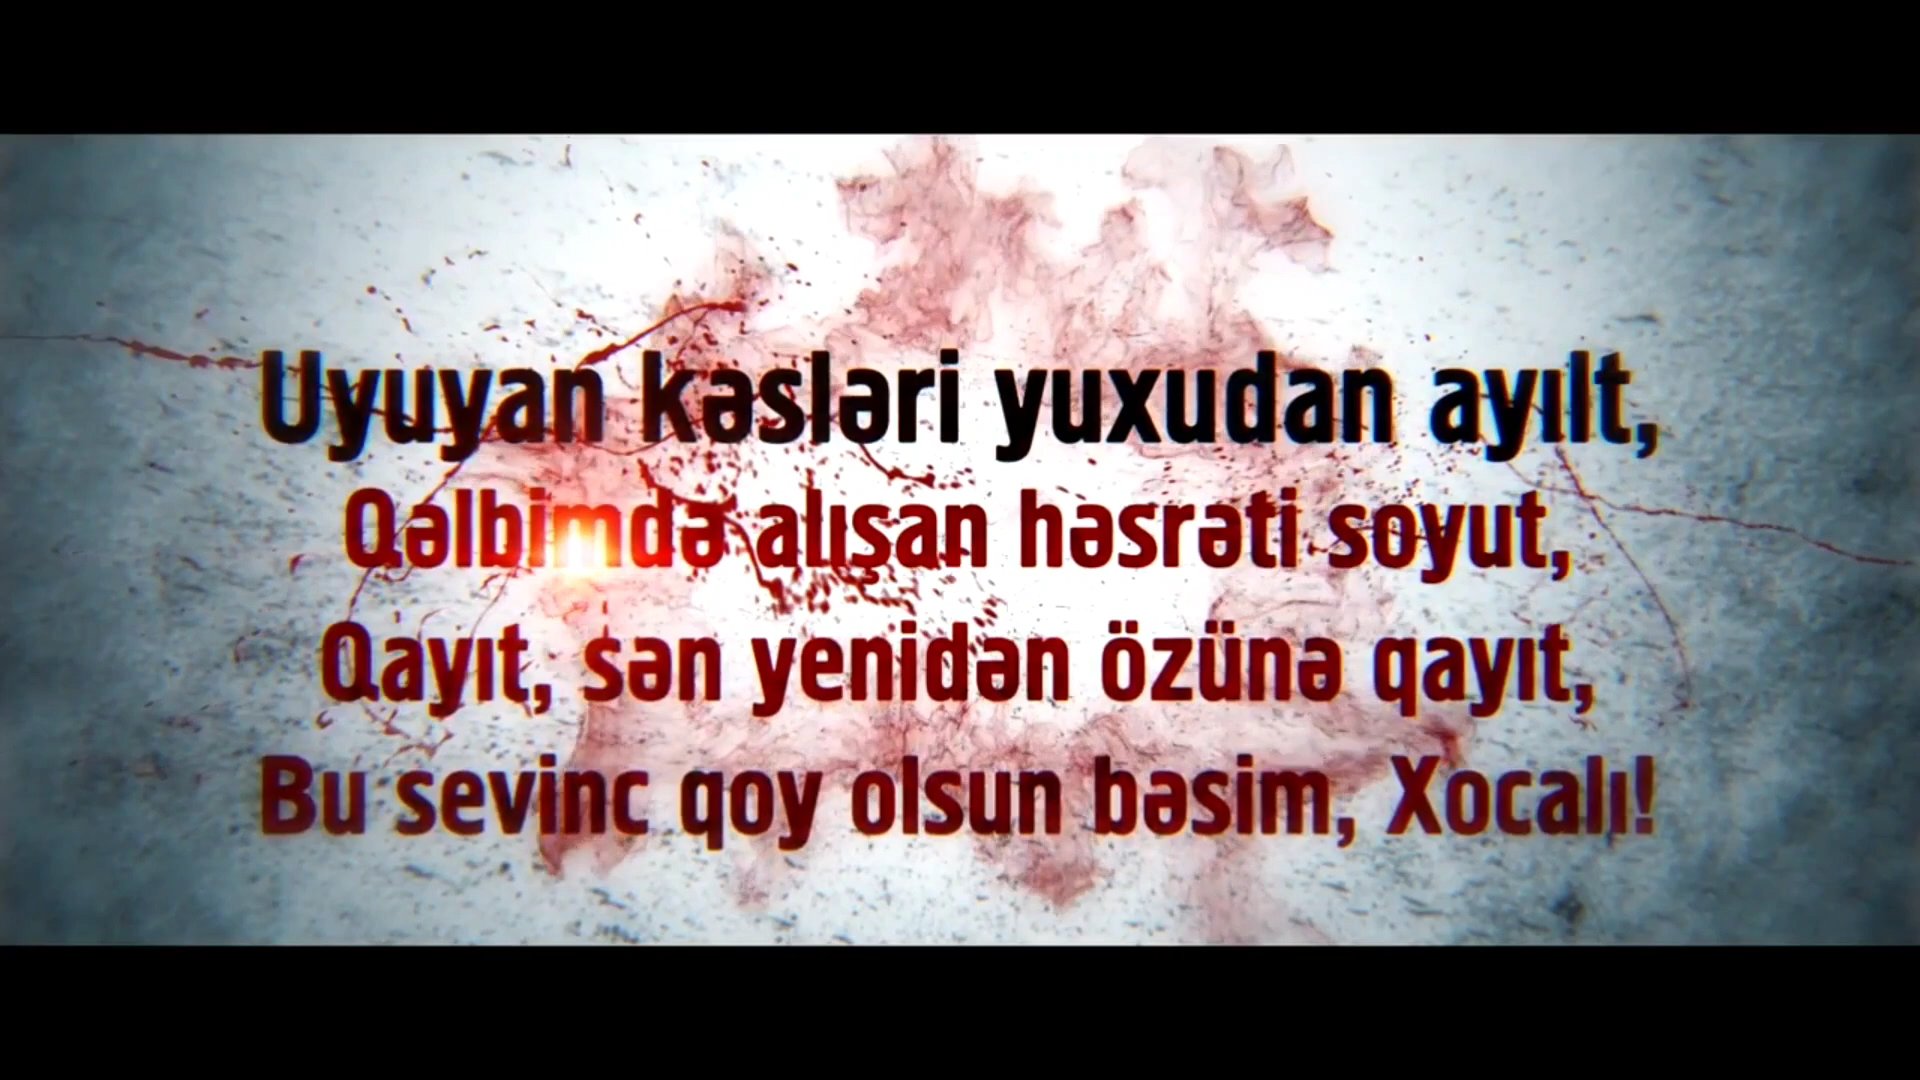 Uyuyan kəsləri yuxudan ayılt,
Qəlbimdə alışan həsrəti soyut,
Qayıt, sən yenidən özünə qayıt,
Bu sevinc qoy olsun bəsim, Xocalı!